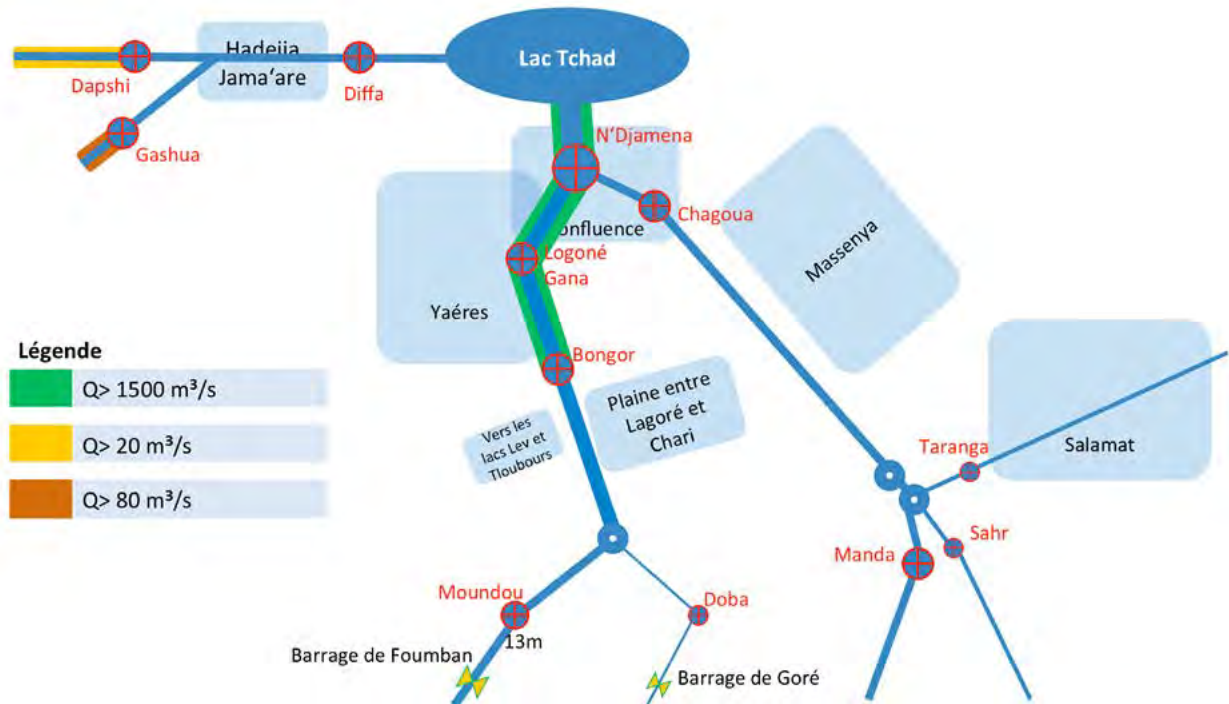 Lac Tchad
Hadejia
Jama'are
Dapshi
Diffa
Gashua
N'Djamena
Chagoua
onfluence
Logoné
Gana
Massenya
Yaéres
Légende
Q> 1500 m³/s
Q> 20 m³/s
Q> 80 m³/s
Bongor
Plaine entre
Lagoré et
Chari
Vers les
lacs Lev et
Tloubours
Taranga
Salamat
Sahr
Manda
Moundou
13m
Doba
Barrage de Foumban
Barrage de Goré